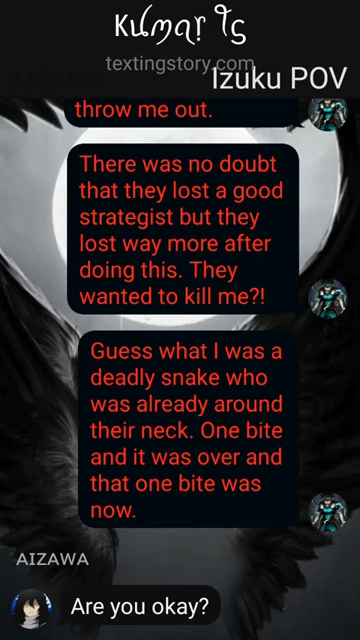 Kumar Ts
textingstory.com
Izuku POV
AIZAWA
throw me out.
There was no doubt
that they lost a good
strategist but they
lost way more after
doing this. They
wanted to kill me?!
Guess what I was a
deadly snake who
was already around
their neck. One bite
and it was over and
that one bite was
now.
AIZAWA
Are you okay?